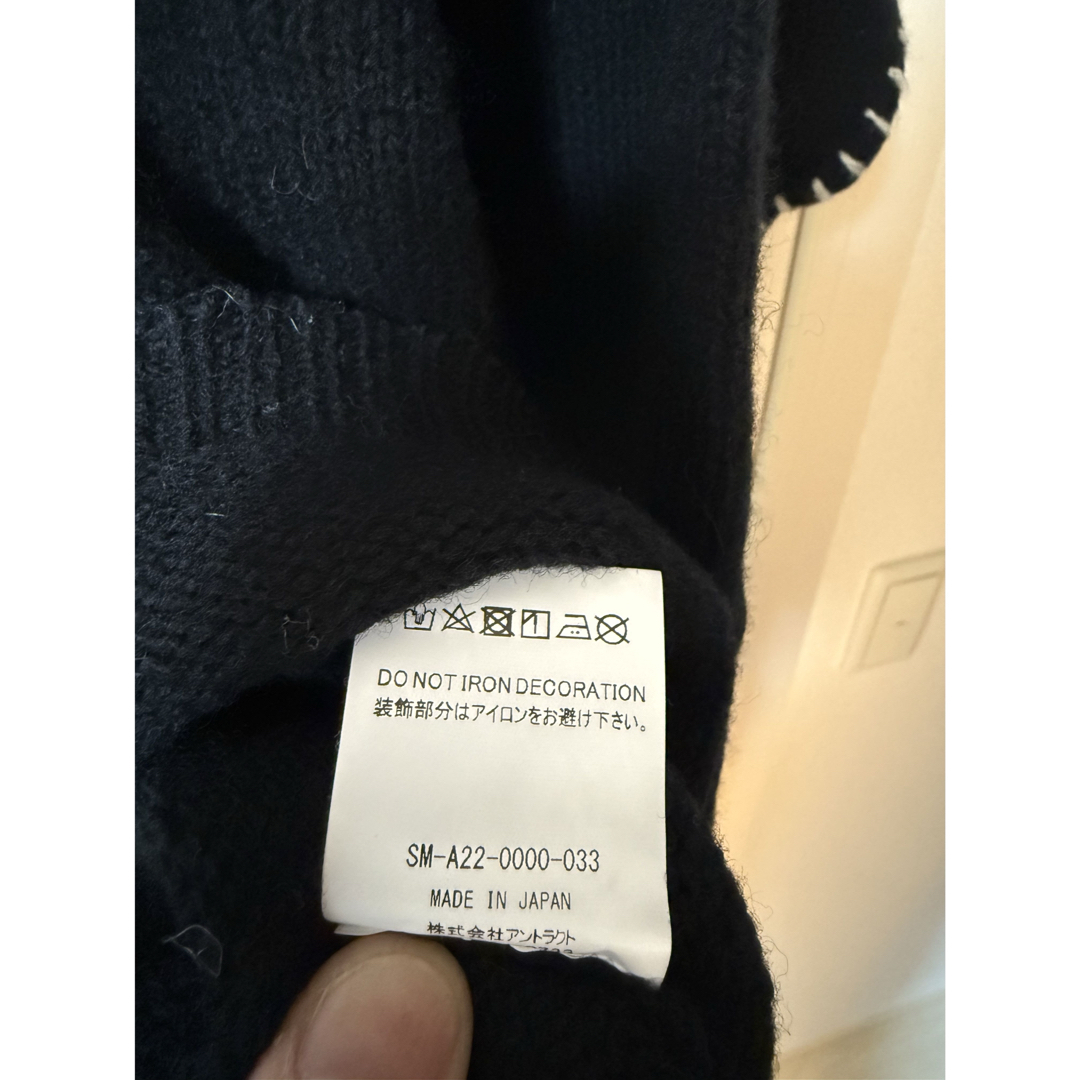 DO NOT IRON DECORATION
装飾部分はアイロンをお避け下さい。
SM-A22-0000-033
MADE IN JAPAN
株式会社アントラクト